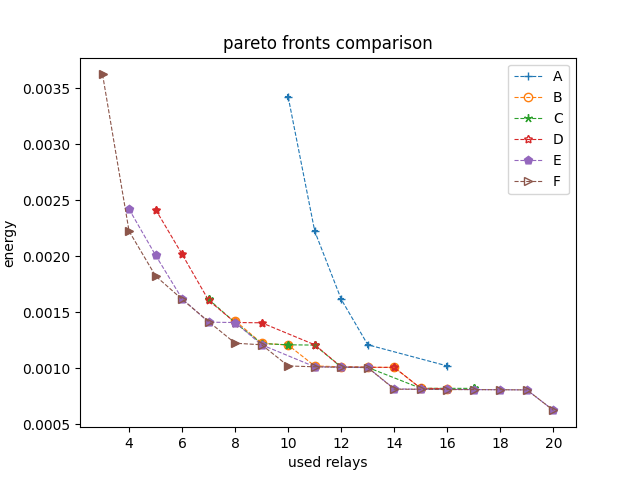 pareto fronts comparison
A
B
C
D
E
F
energy
0.0035
0.0030
0.0025
0.0020
0.0015
0.0010
0.0005
4 6 8 10 12 14 16 18 20
used relays